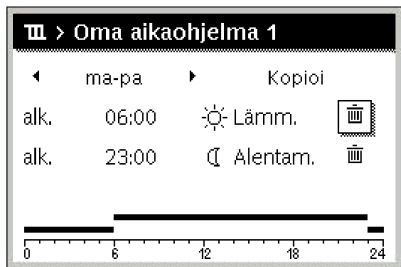 > Oma aikaohjelma 1
ma-pa Kopioi
alk. 06:00 Lämm.
alk. 23:00 Alentam.
0 6 12 18 24